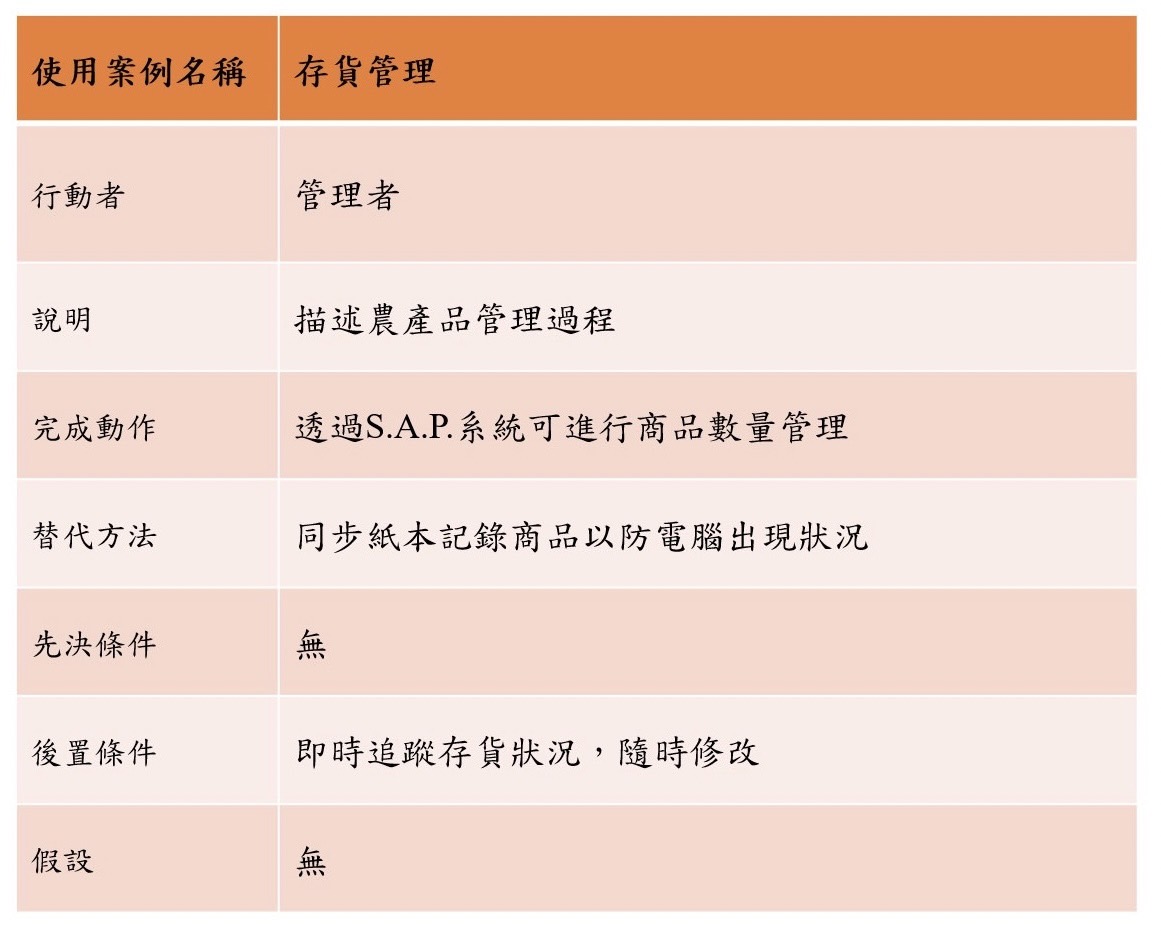 使用案例名稱 存貨管理
行動者 管理者
說明 描述農產品管理過程
完成動作 透過S.A.P.系統可進行商品數量管理
替代方法 同步紙本記錄商品以防電腦出現狀況
先決條件 無
後置條件 即時追蹤存貨狀況，隨時修改
假設 無